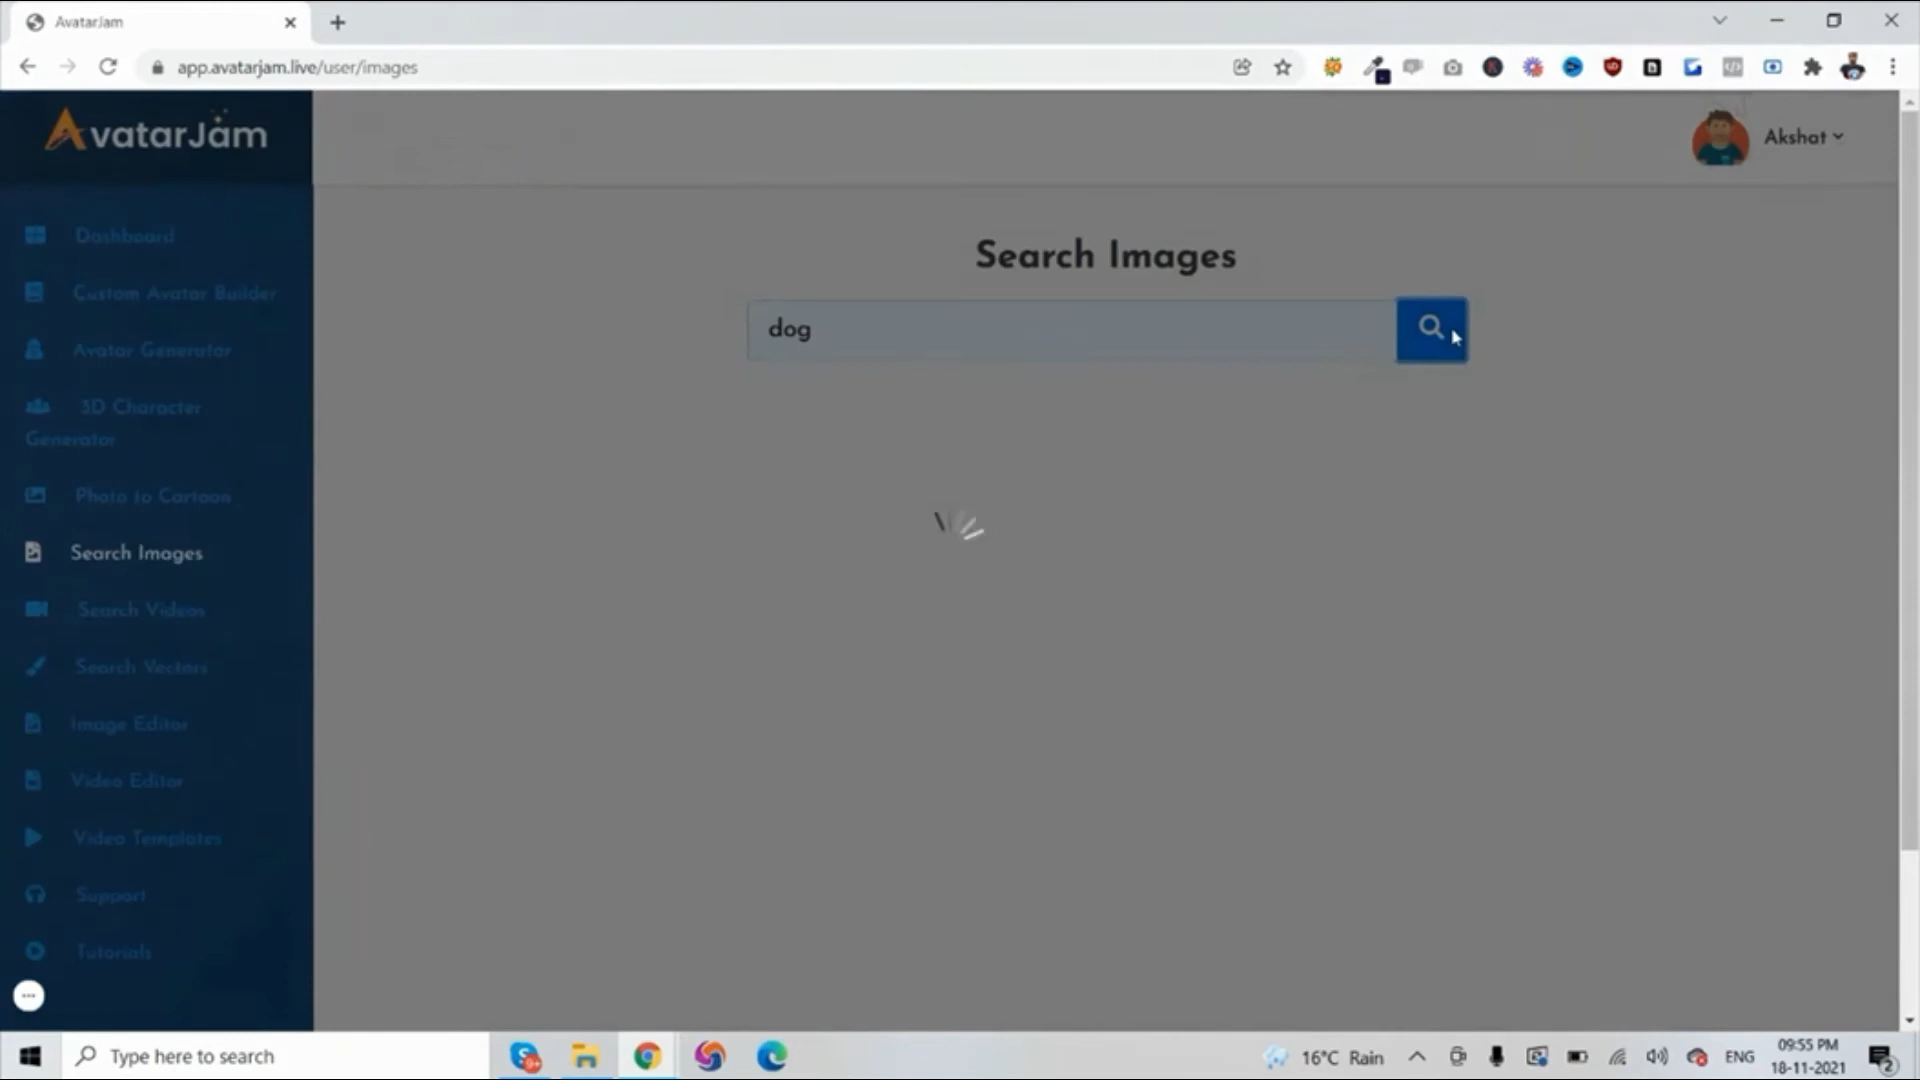 AvatarJam
app.avatarjam.live/user/images
AvatarJam
Akshat
Dashboard
Custom Avatar Builder
Avatar Generator
3D Character
Generator
Photo to Cartoon
Search Images
Search Videos
Search Vectors
Image Editor
Video Editor
Video Templates
Support
Tutorials
Search Images
dog
Type here to search
16°C Rain
ENG
09:55 PM
18-11-2021
2